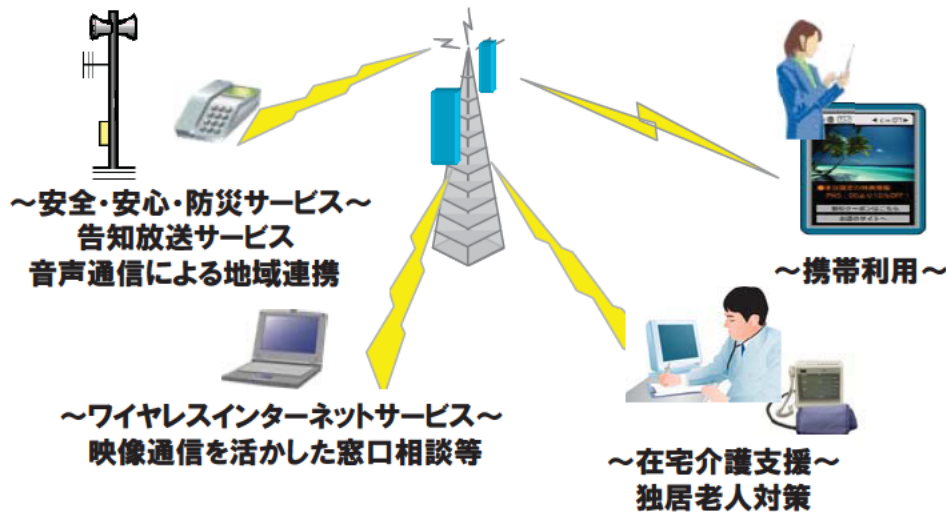 ～安全・安心・防災サービス～
告知放送サービス
音声通信による地域連携
～携帯利用～
～ワイヤレスインターネットサービス～
映像通信を活かした窓口相談等
～在宅介護支援～
独居老人対策